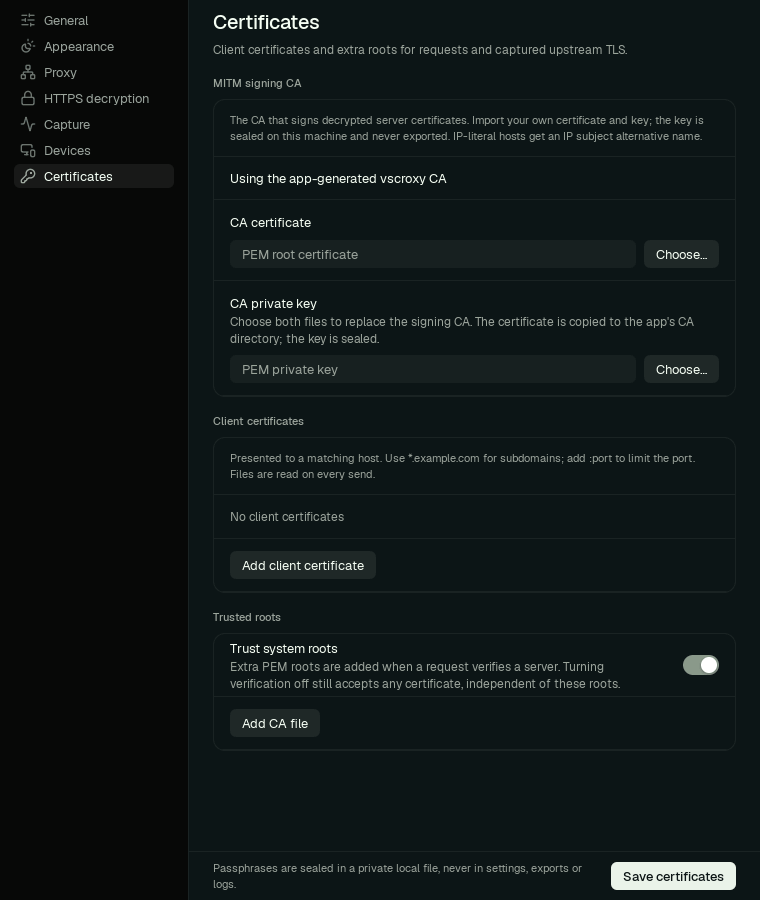 General
Appearance
Proxy
HTTPS decryption
Capture
Devices
Certificates
Certificates
Client certificates and extra roots for requests and captured upstream TLS.
MITM signing CA
The CA that signs decrypted server certificates. Import your own certificate and key; the key is
sealed on this machine and never exported. IP-literal hosts get an IP subject alternative name.
Using the app-generated vscroxy CA
CA certificate
PEM root certificate
Choose...
CA private key
Choose both files to replace the signing CA. The certificate is copied to the app's CA
directory; the key is sealed.
PEM private key
Choose...
Client certificates
Presented to a matching host. Use *.example.com for subdomains; add :port to limit the port.
Files are read on every send.
No client certificates
Add client certificate
Trusted roots
Trust system roots
Extra PEM roots are added when a request verifies a server. Turning
verification off still accepts any certificate, independent of these roots.
Add CA file
Passphrases are sealed in a private local file, never in settings, exports or
logs.
Save certificates